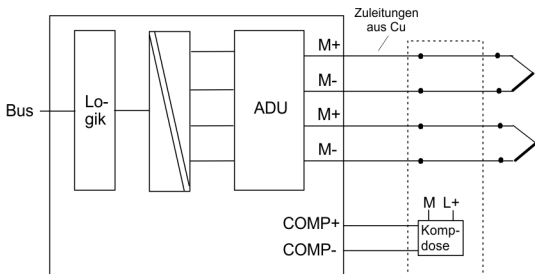 Zuleitungen
aus Cu
M+
M-
M+
M-
Bus
Lo-
gik
ADU
COMP+
COMP-
M L+
Komp-
dose